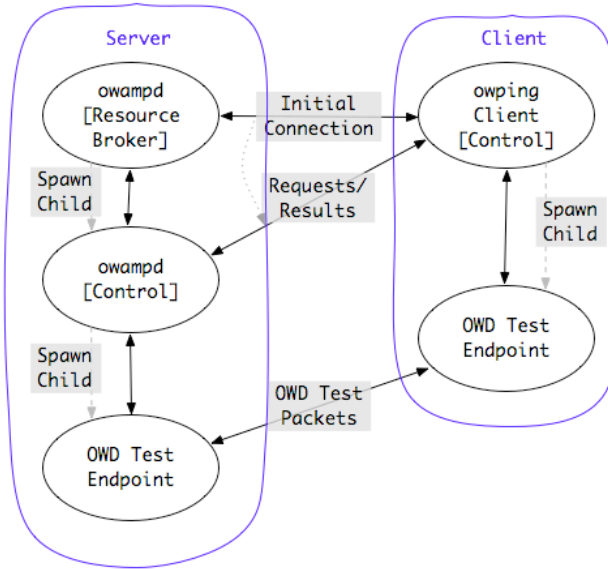 Server
Client
owampd
[Resource
Broker]
Initial
Connection
owping
Client
[Control]
Spawn
Child
Requests/
Results
Spawn
Child
owampd
[Control]
OWD Test
Endpoint
Spawn
Child
OWD Test
Packets
OWD Test
Endpoint